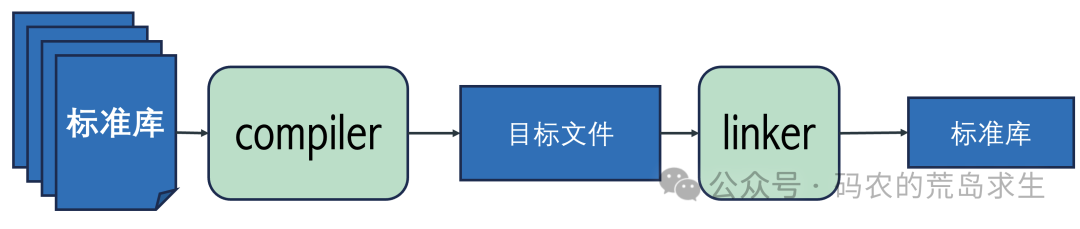 标准库
compiler
目标文件
linker
标准库
公众号·码农的荒岛求生